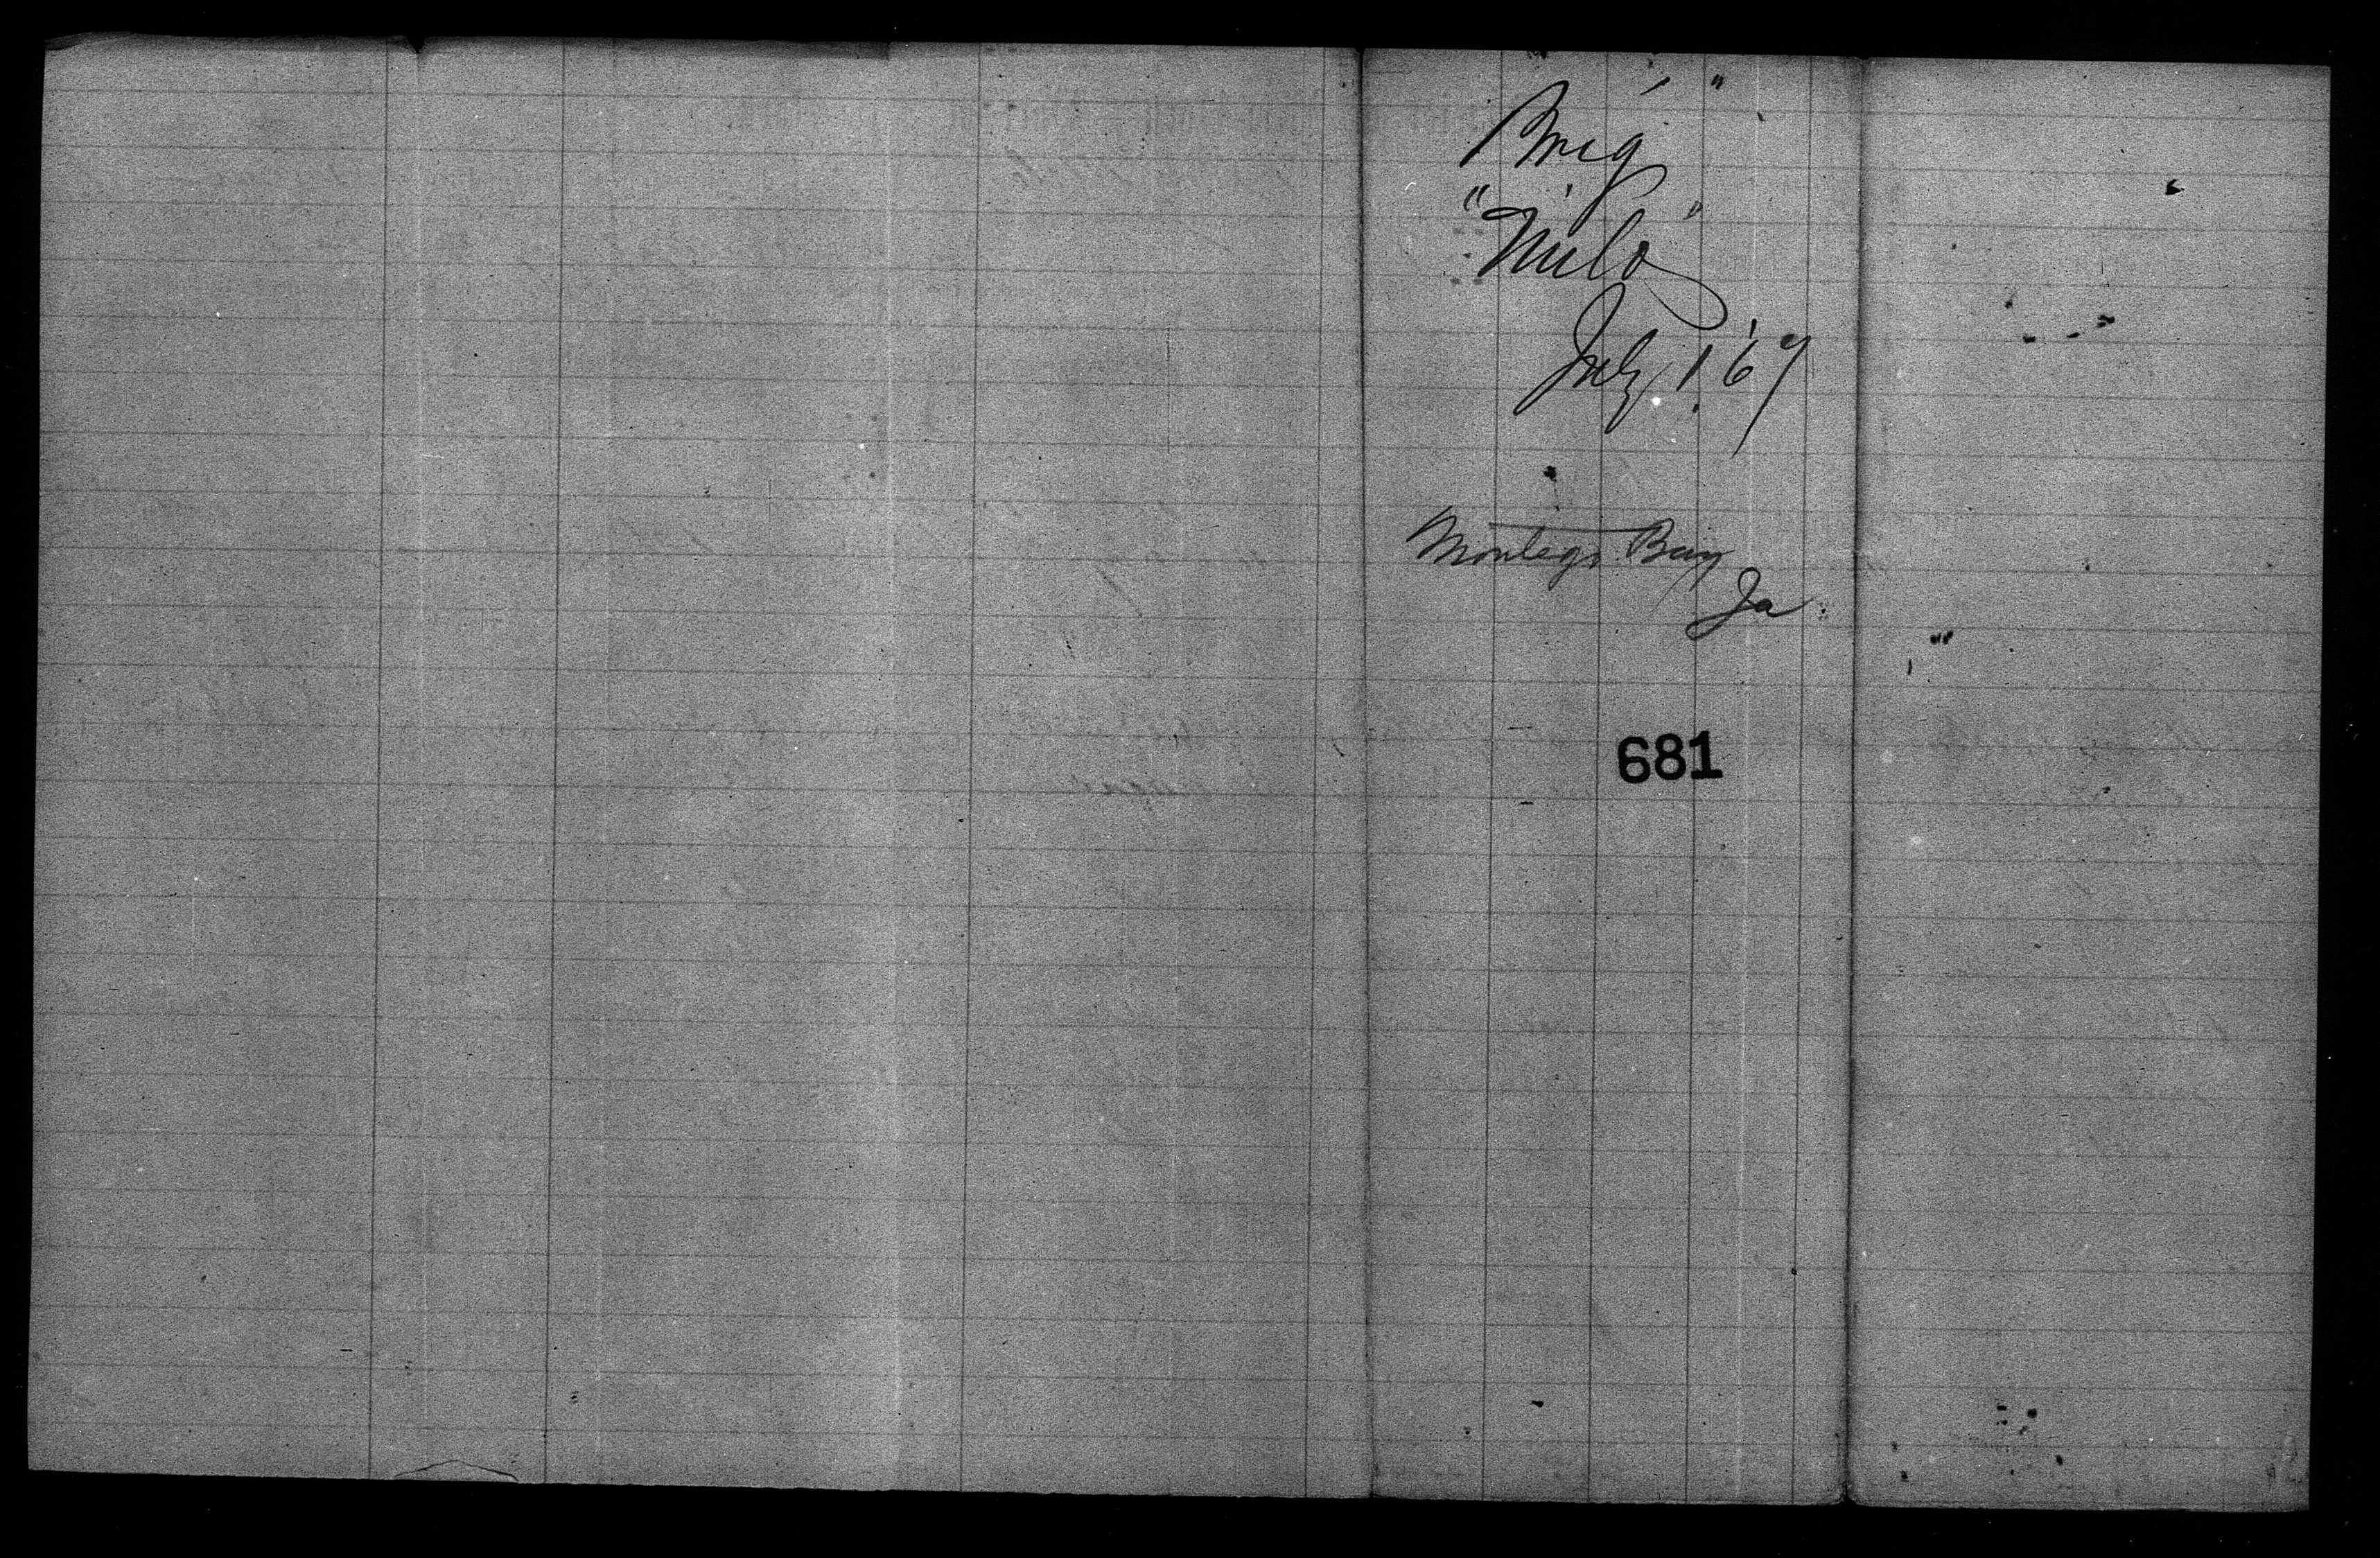 Brig
"Milo"
July 1 '67
Montego Bay
Ja
681